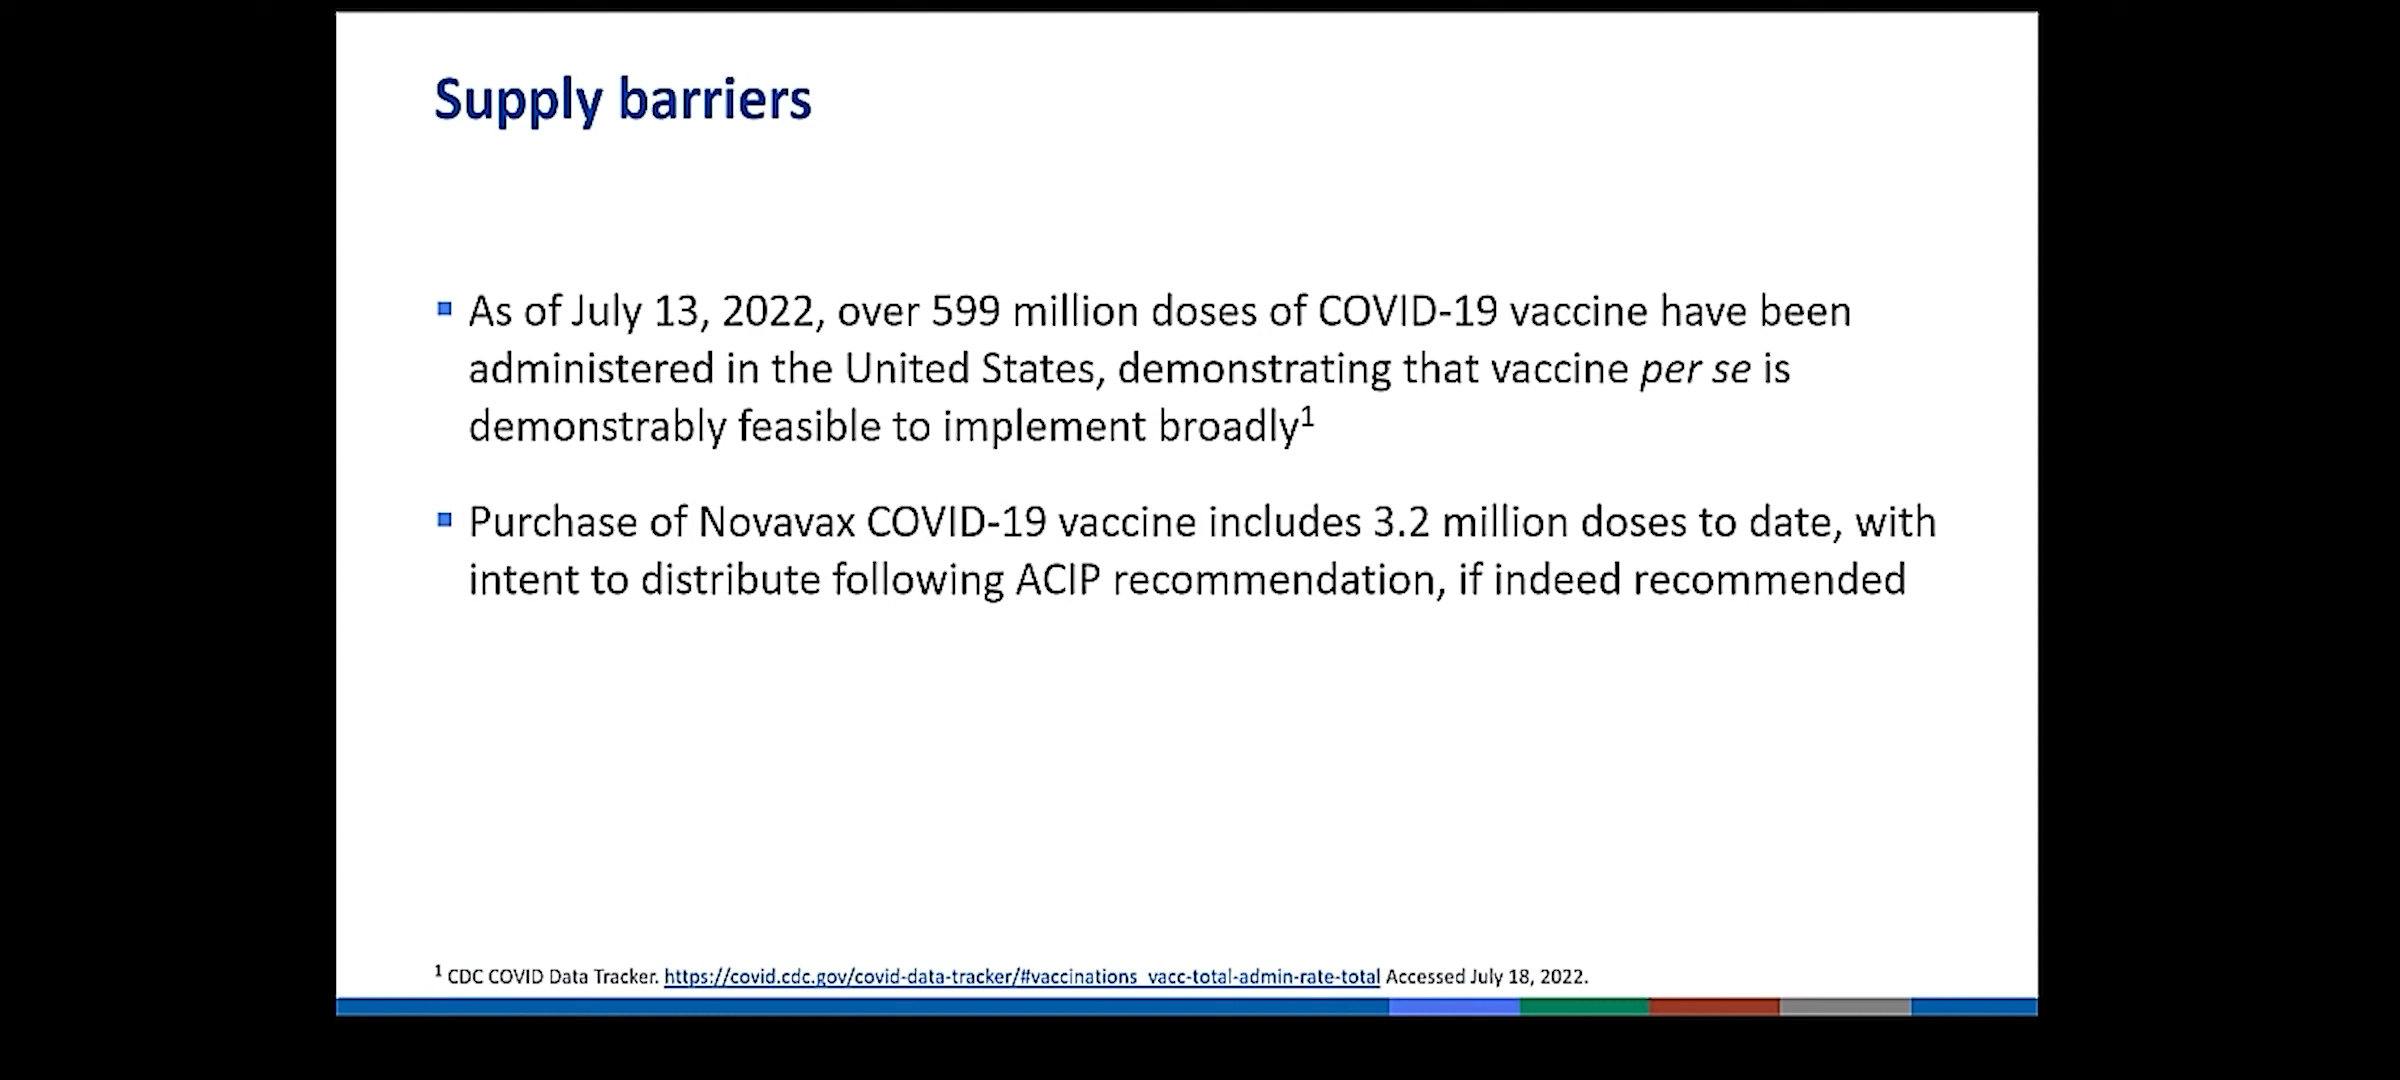 Supply barriers
▪ As of July 13, 2022, over 599 million doses of COVID-19 vaccine have been
administered in the United States, demonstrating that vaccine per se is
demonstrably feasible to implement broadly¹
▪ Purchase of Novavax COVID-19 vaccine includes 3.2 million doses to date, with
intent to distribute following ACIP recommendation, if indeed recommended
¹ CDC COVID Data Tracker. https://covid.cdc.gov/covid-data-tracker/#vaccinations_vacc-total-admin-rate-total Accessed July 18, 2022.